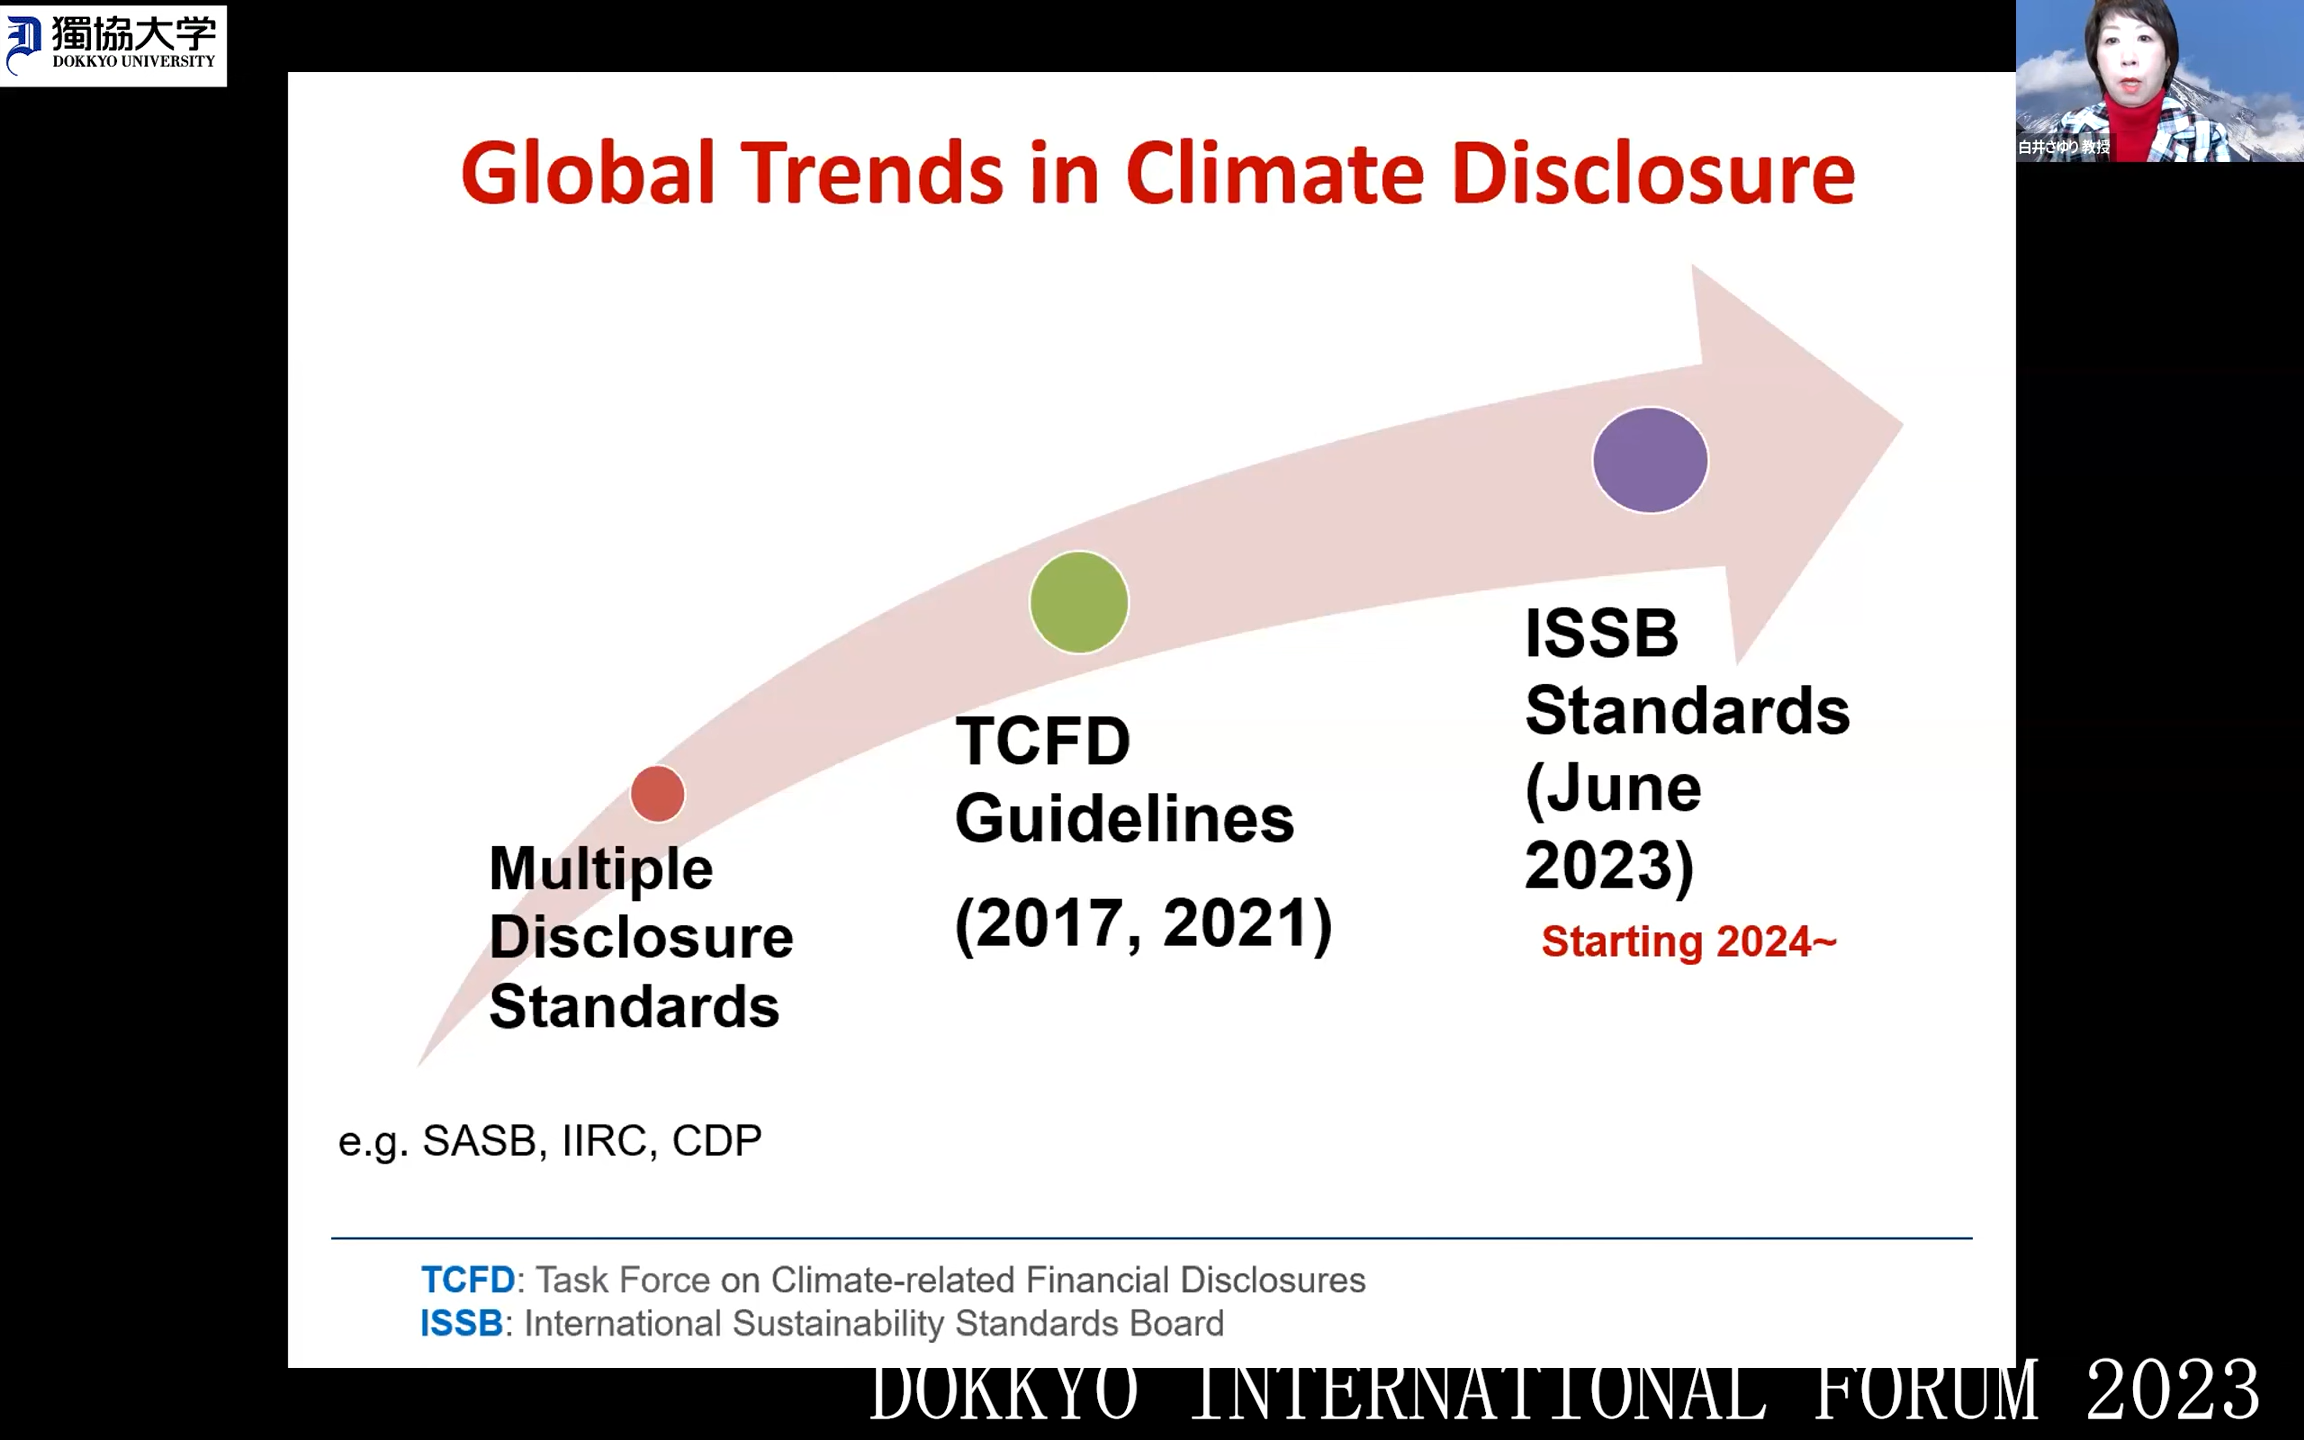 獨協大学
DOKKYO UNIVERSITY
白井さゆり 教授
Global Trends in Climate Disclosure
Multiple
Disclosure
Standards
TCFD
Guidelines
(2017, 2021)
ISSB
Standards
(June
2023)
Starting 2024~
e.g. SASB, IIRC, CDP
TCFD: Task Force on Climate-related Financial Disclosures
ISSB: International Sustainability Standards Board
DOKKYO INTERNATIONAL FORUM 2023